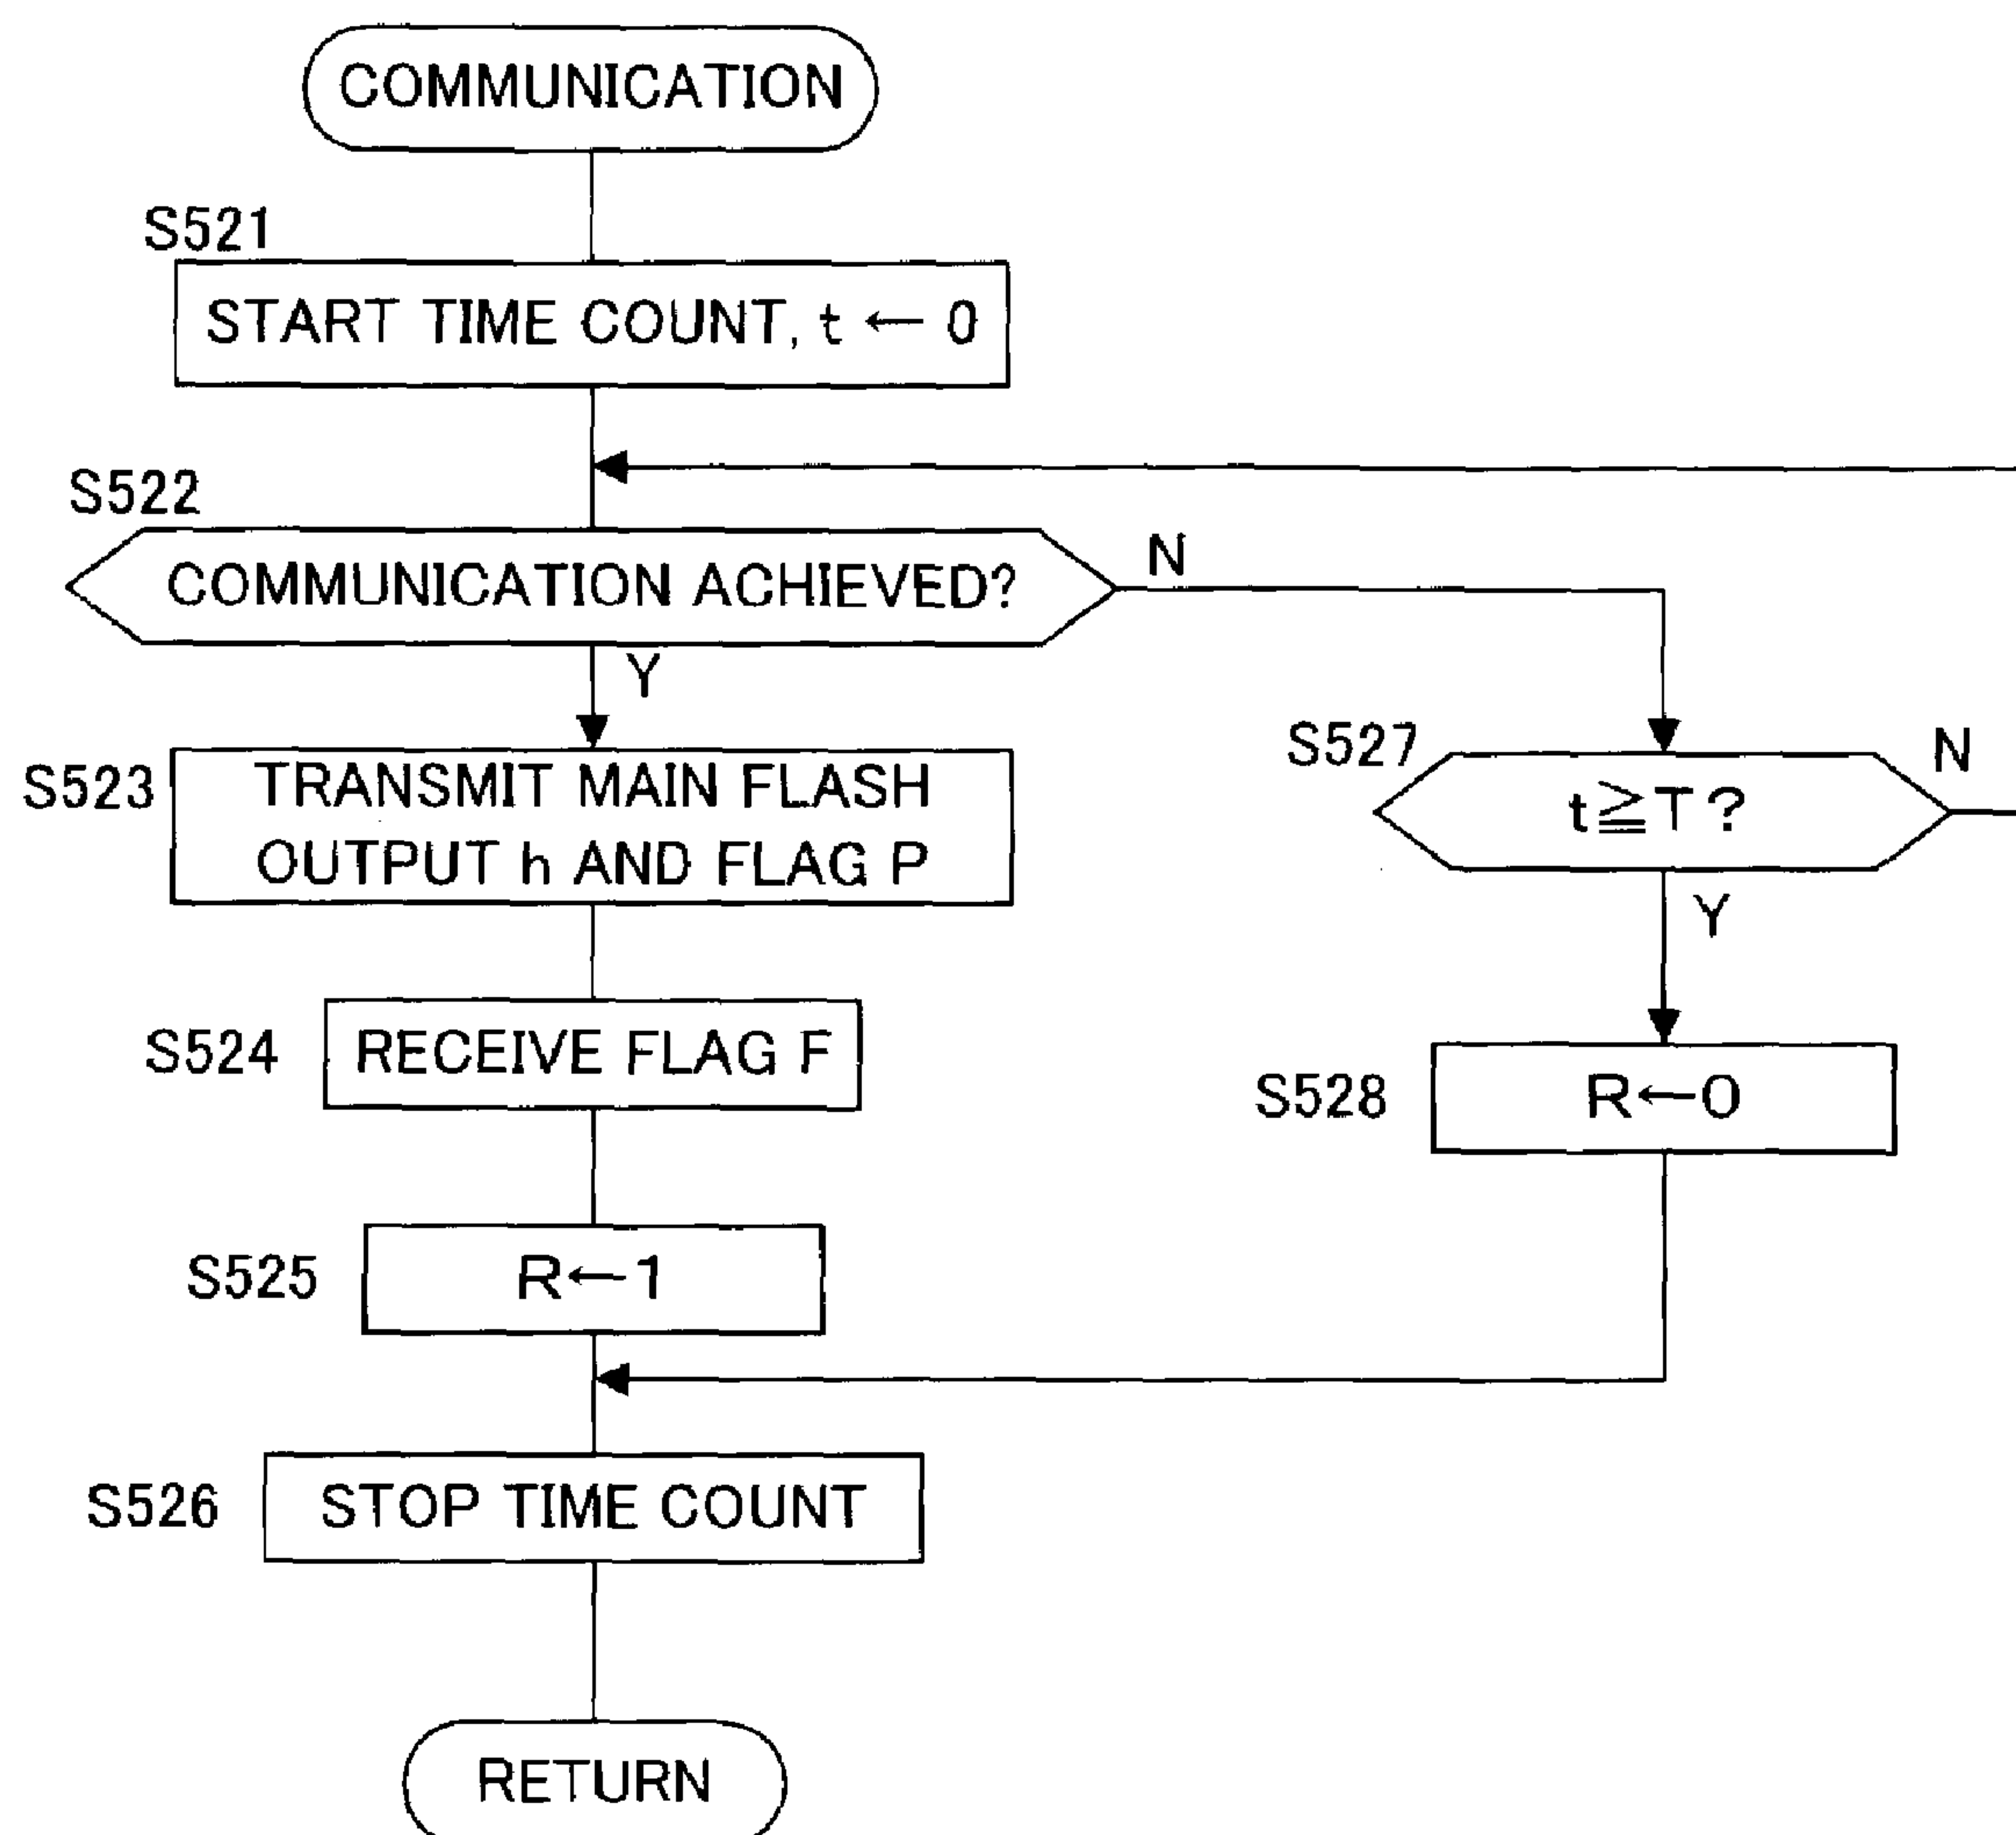 COMMUNICATION
S521
START TIME COUNT, t ← 0
S522
COMMUNICATION ACHIEVED?
N
Y
S523
TRANSMIT MAIN FLASH
OUTPUT h AND FLAG P
S527
t≧T?
N
Y
S524
RECEIVE FLAG F
S528
R←0
S525
R←1
S526
STOP TIME COUNT
RETURN